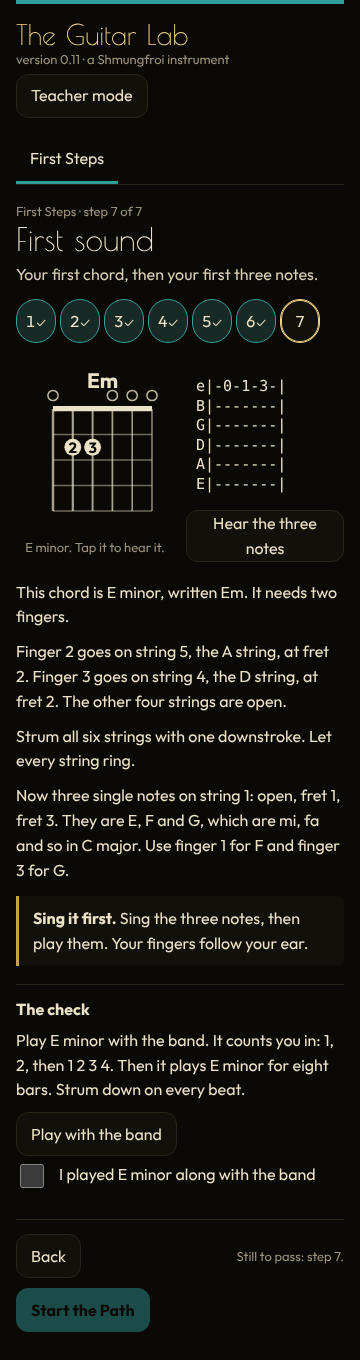 The Guitar Lab
version 0.11 · a Shmungfroi instrument
Teacher mode
First Steps
First Steps · step 7 of 7
First sound
Your first chord, then your first three notes.
1✓ 2✓ 3✓ 4✓ 5✓ 6✓ 7
Em
2 3
E minor. Tap it to hear it.
e|-0-1-3-|
B|-------|
G|-------|
D|-------|
A|-------|
E|-------|
Hear the three
notes
This chord is E minor, written Em. It needs two
fingers.
Finger 2 goes on string 5, the A string, at fret
2. Finger 3 goes on string 4, the D string, at
fret 2. The other four strings are open.
Strum all six strings with one downstroke. Let
every string ring.
Now three single notes on string 1: open, fret 1,
fret 3. They are E, F and G, which are mi, fa
and so in C major. Use finger 1 for F and finger
3 for G.
Sing it first. Sing the three notes, then
play them. Your fingers follow your ear.
The check
Play E minor with the band. It counts you in: 1,
2, then 1 2 3 4. Then it plays E minor for eight
bars. Strum down on every beat.
Play with the band
I played E minor along with the band
Back
Still to pass: step 7.
Start the Path